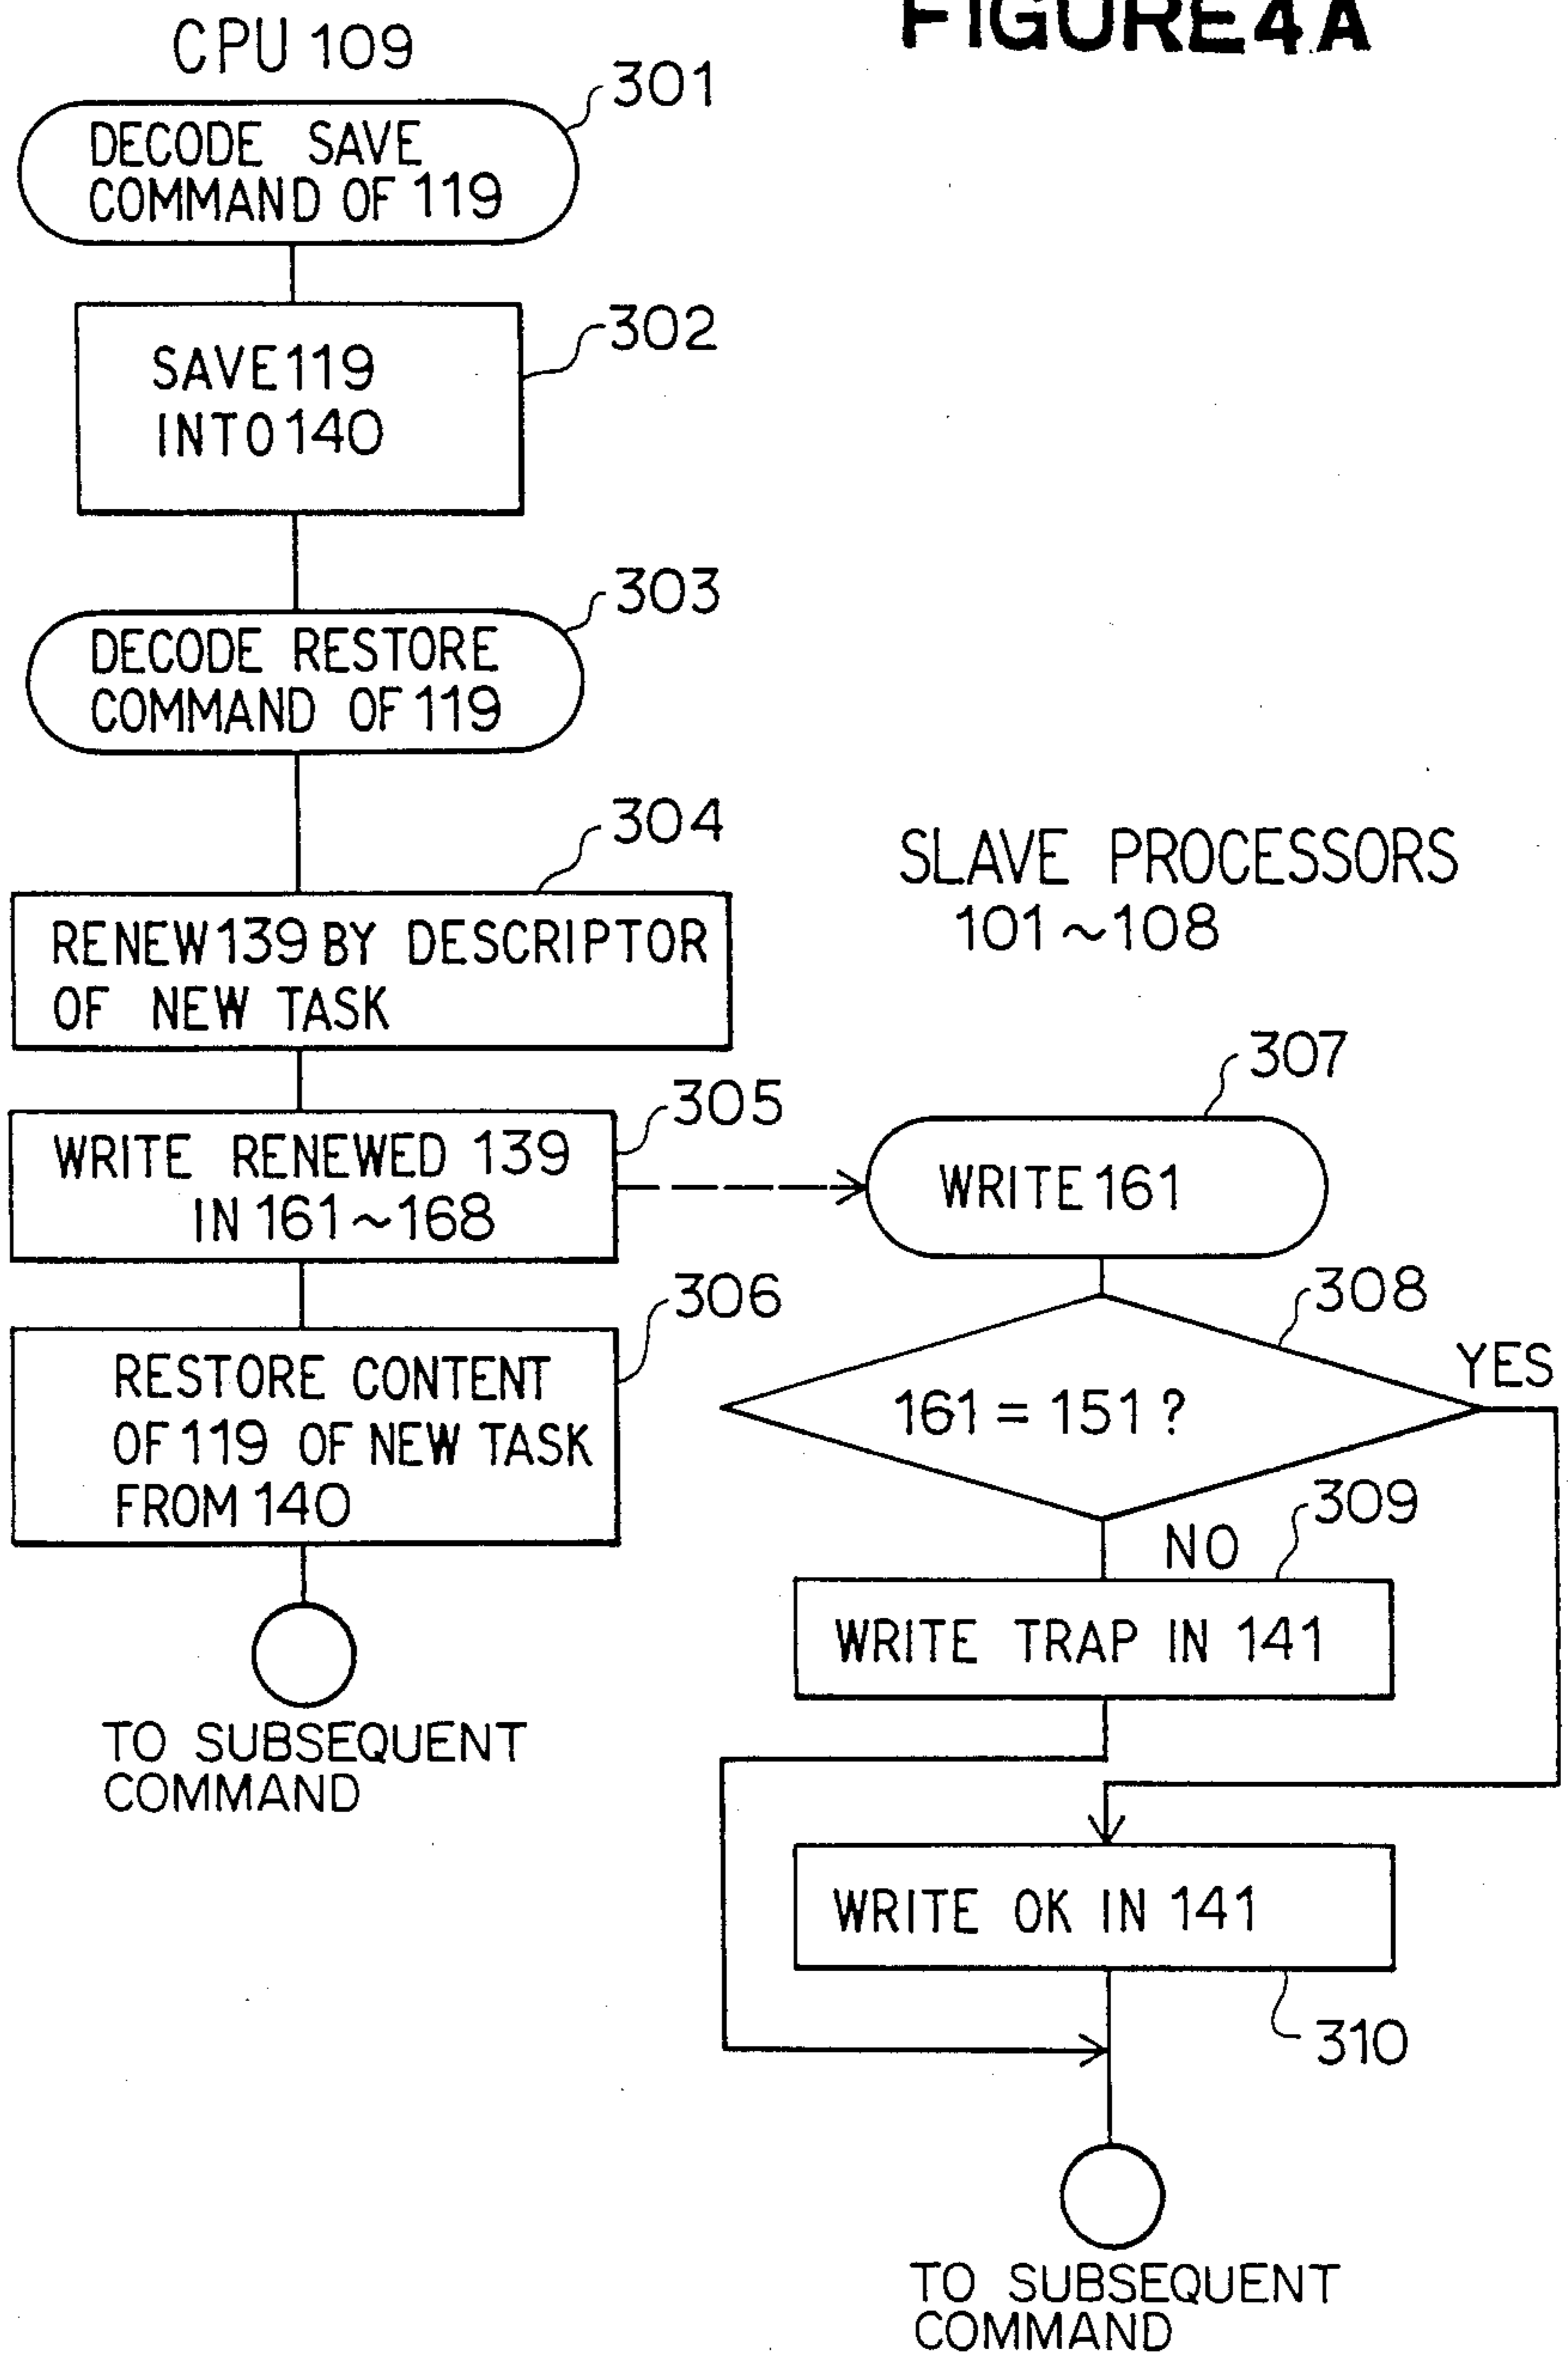 FIGURE 4A
CPU 109
301
DECODE SAVE
COMMAND OF 119
302
SAVE 119
INTO 140
303
DECODE RESTORE
COMMAND OF 119
304
RENEW 139 BY DESCRIPTOR
OF NEW TASK
305
WRITE RENEWED 139
IN 161~168
306
RESTORE CONTENT
OF 119 OF NEW TASK
FROM 140
TO SUBSEQUENT
COMMAND
SLAVE PROCESSORS
101~108
307
WRITE 161
308
YES
161 = 151 ?
309
NO
WRITE TRAP IN 141
WRITE OK IN 141
310
TO SUBSEQUENT
COMMAND